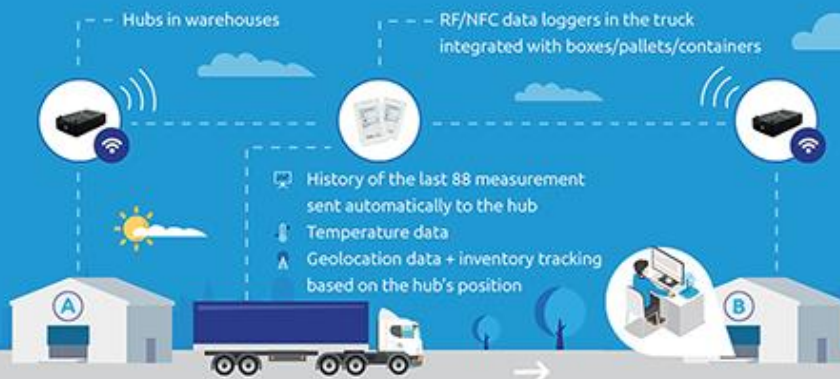 Hubs in warehouses
RF/NFC data loggers in the truck
integrated with boxes/pallets/containers
History of the last 88 measurement
sent automatically to the hub
Temperature data
Geolocation data + inventory tracking
based on the hub's position
A
B